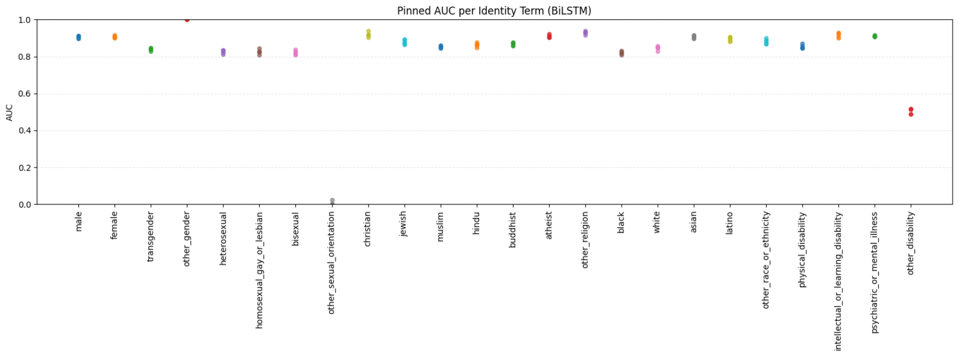 Pinned AUC per Identity Term (BiLSTM)
AUC
1.0
0.8
0.6
0.4
0.2
0.0
male
female
transgender
other_gender
heterosexual
homosexual_gay_or_lesbian
bisexual
other_sexual_orientation
christian
jewish
muslim
hindu
buddhist
atheist
other_religion
black
white
asian
latino
other_race_or_ethnicity
physical_disability
intellectual_or_learning_disability
psychiatric_or_mental_illness
other_disability